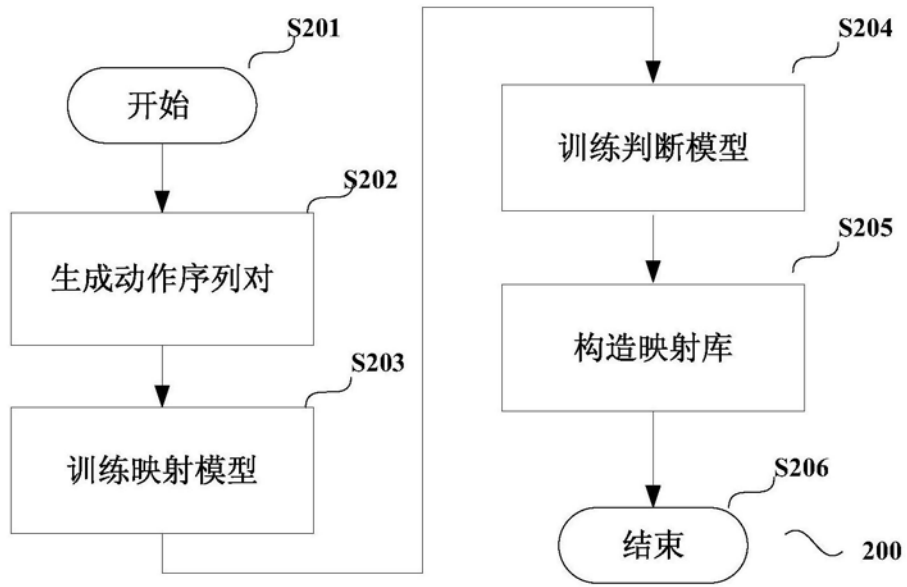 S201
开始
S202
生成动作序列对
S203
训练映射模型
S204
训练判断模型
S205
构造映射库
S206
结束
200